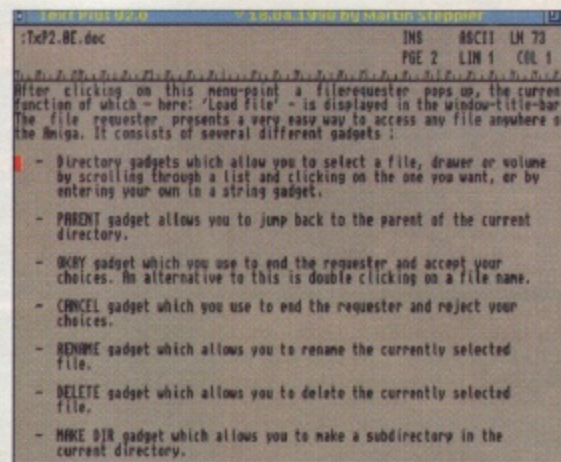 Text Plot V2.0 * 18.04.1990 by Martin Steppler
:TxP2.0E.doc INS ASCII LM 73
PGE 2 LIN 1 COL 1
After clicking on this menu-point a filerequester pops up, the current
function of which - here: 'Load file' - is displayed in the window-title-bar
The file requester presents a very easy way to access any file anywhere o
the Amiga. It consists of several different gadgets :
- Directory gadgets which allow you to select a file, drawer or volume
by scrolling through a list and clicking on the one you want, or by
entering your own in a string gadget.
- PARENT gadget allows you to jump back to the parent of the current
directory.
- OKAY gadget which you use to end the requester and accept your
choices. An alternative to this is double clicking on a file name.
- CANCEL gadget which you use to end the requester and reject your
choices.
- RENAME gadget which allows you to rename the currently selected
file.
- DELETE gadget which allows you to delete the currently selected
file.
- MAKE DIR gadget which allows you to make a subdirectory in the
current directory.